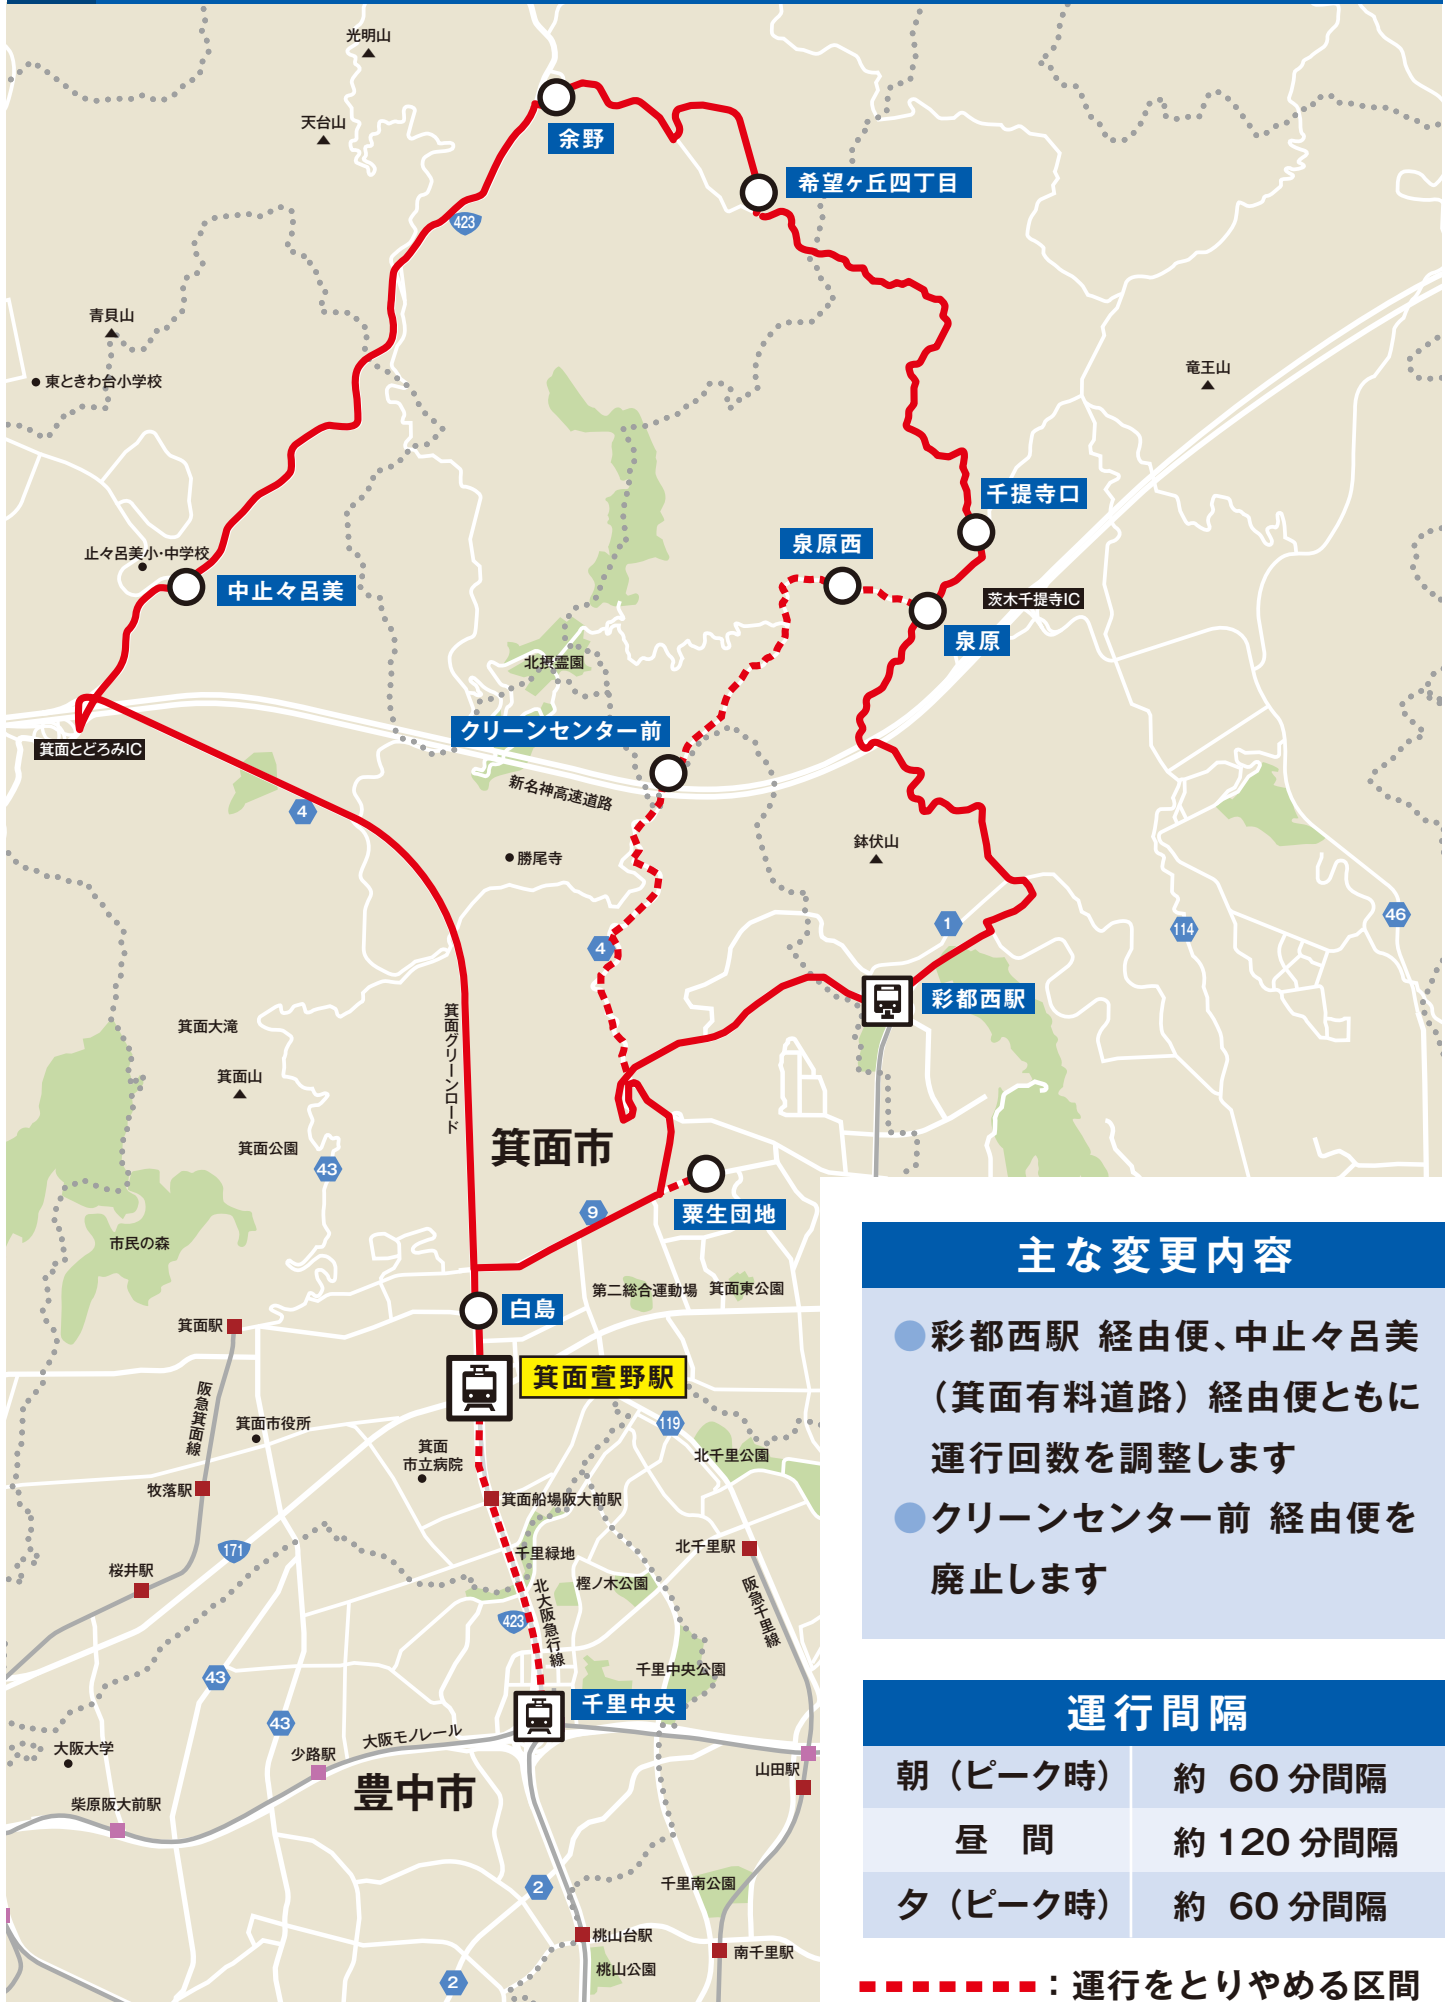 光明山
天台山
余野
希望ヶ丘四丁目
423
青貝山
東ときわ台小学校
竜王山
千提寺口
泉原西
止々呂美小・中学校
中止々呂美
茨木千提寺IC
泉原
北摂霊園
クリーンセンター前
箕面とどろみIC
新名神高速道路
4
鉢伏山
勝尾寺
46
1
114
4
彩都西駅
箕面グリーンロード
箕面大滝
箕面山
箕面市
箕面公園
43
粟生団地
9
市民の森
第二総合運動場
箕面東公園
白島
箕面駅
箕面萱野駅
阪急箕面線
箕面市役所
119
箕面
市立病院
北千里公園
牧落駅
箕面船場阪大前駅
171
千里緑地
北千里駅
桜井駅
樫ノ木公園
北大阪急行線
阪急千里線
423
43
千里中央公園
千里中央
43
大阪モノレール
大阪大学
少路駅
山田駅
豊中市
柴原阪大前駅
2
千里南公園
桃山台駅
南千里駅
桃山公園
2
主な変更内容
●彩都西駅 経由便、中止々呂美
（箕面有料道路）経由便ともに
運行回数を調整します
●クリーンセンター前 経由便を
廃止します
運行間隔
朝（ピーク時） 約 60 分間隔
昼 間 約 120 分間隔
夕（ピーク時） 約 60 分間隔
：運行をとりやめる区間